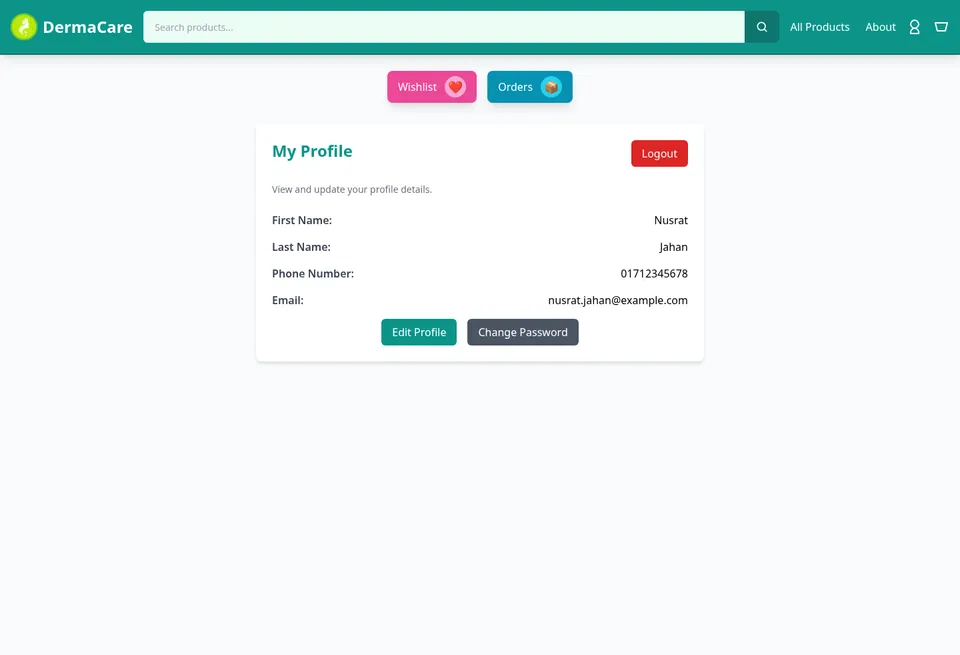 DermaCare
Search products...
All Products
About
Wishlist
Orders
My Profile
Logout
View and update your profile details.
First Name: Nusrat
Last Name: Jahan
Phone Number: 01712345678
Email: nusrat.jahan@example.com
Edit Profile
Change Password